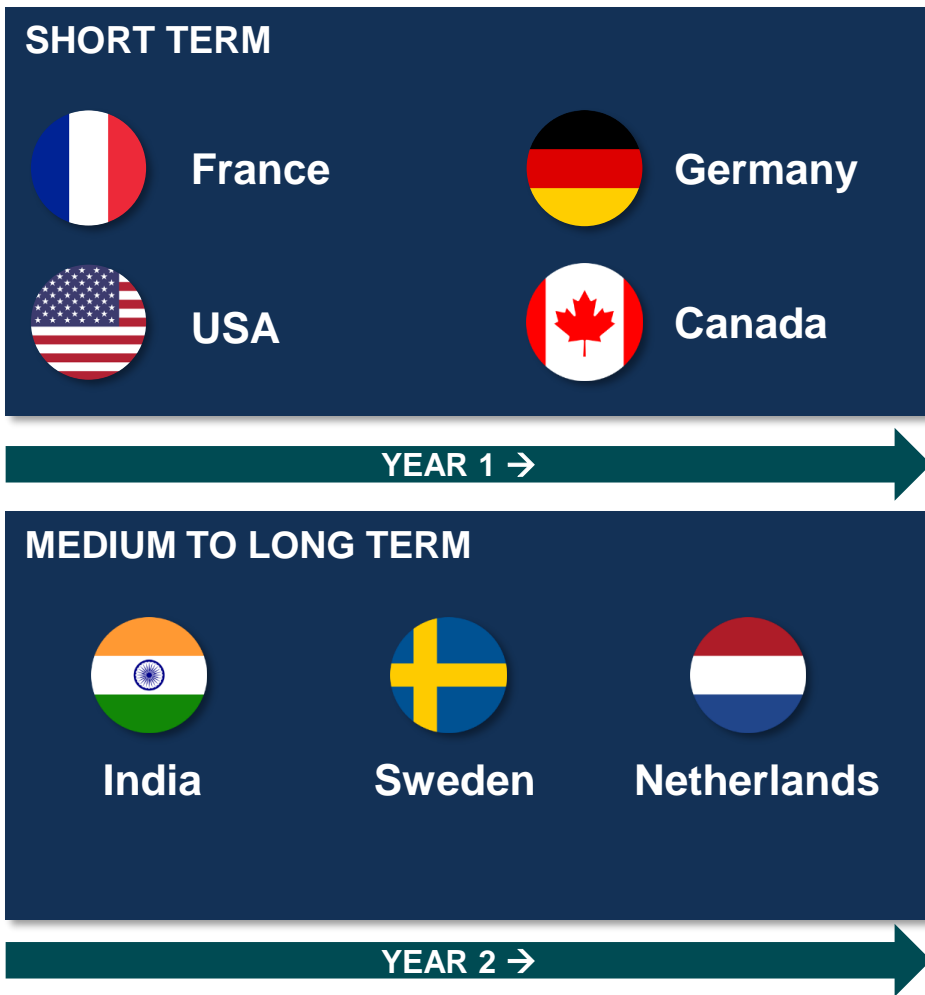 SHORT TERM
France
Germany
USA
Canada
YEAR 1 →
MEDIUM TO LONG TERM
India
Sweden
Netherlands
YEAR 2 →